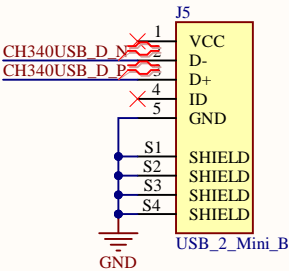 J5
1 VCC
CH340USB_D_N 2 D-
CH340USB_D_P 3 D+
4 ID
5 GND
S1 SHIELD
S2 SHIELD
S3 SHIELD
S4 SHIELD
USB_2_Mini_B
GND